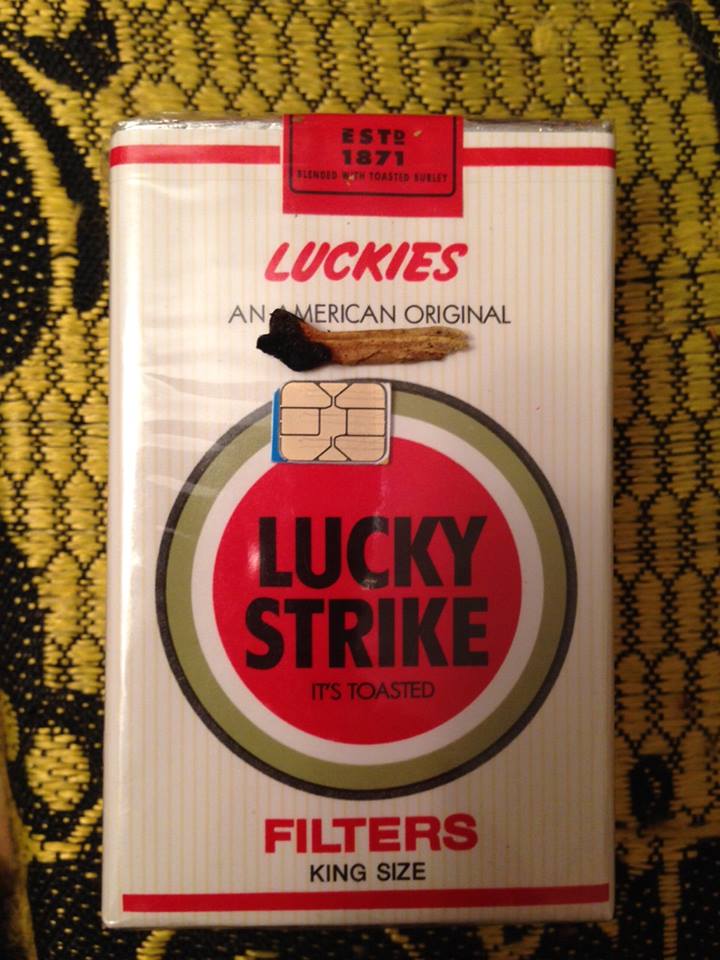 ESTD
1871
BLENDED WITH TOASTED BURLEY
LUCKIES
AN AMERICAN ORIGINAL
LUCKY
STRIKE
IT'S TOASTED
FILTERS
KING SIZE